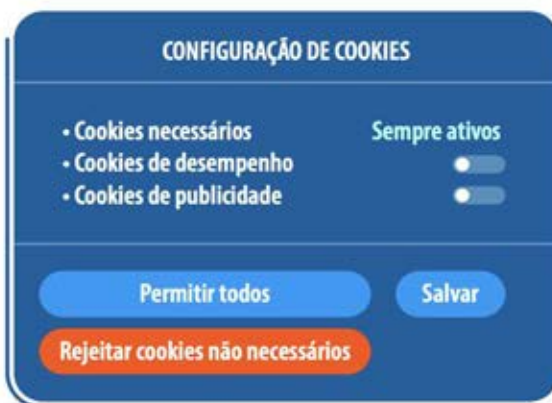 CONFIGURAÇÃO DE COOKIES
• Cookies necessários Sempre ativos
• Cookies de desempenho
• Cookies de publicidade
Permitir todos Salvar
Rejeitar cookies não necessários